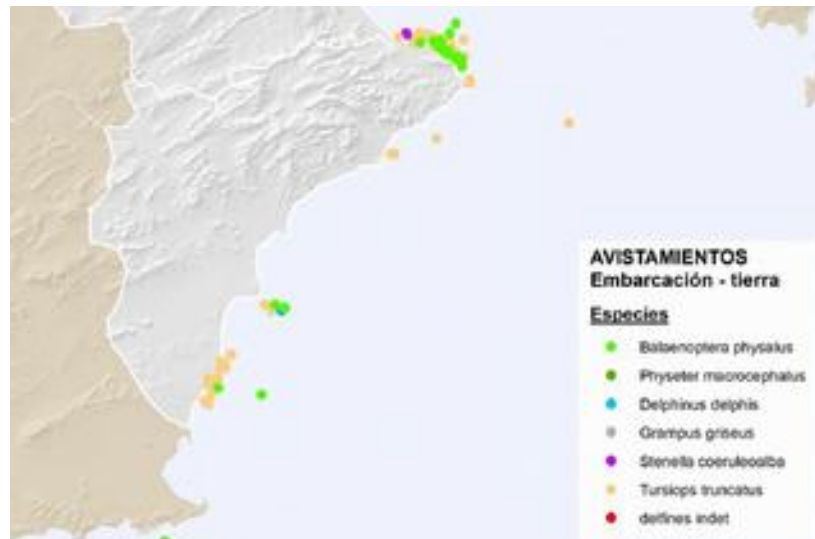 AVISTAMIENTOS
Embarcación - tierra
Especies
Balaenoptera physalus
Physeter macrocephalus
Delphinus delphis
Grampus griseus
Stenella coeruleoalba
Tursiops truncatus
delfines indet